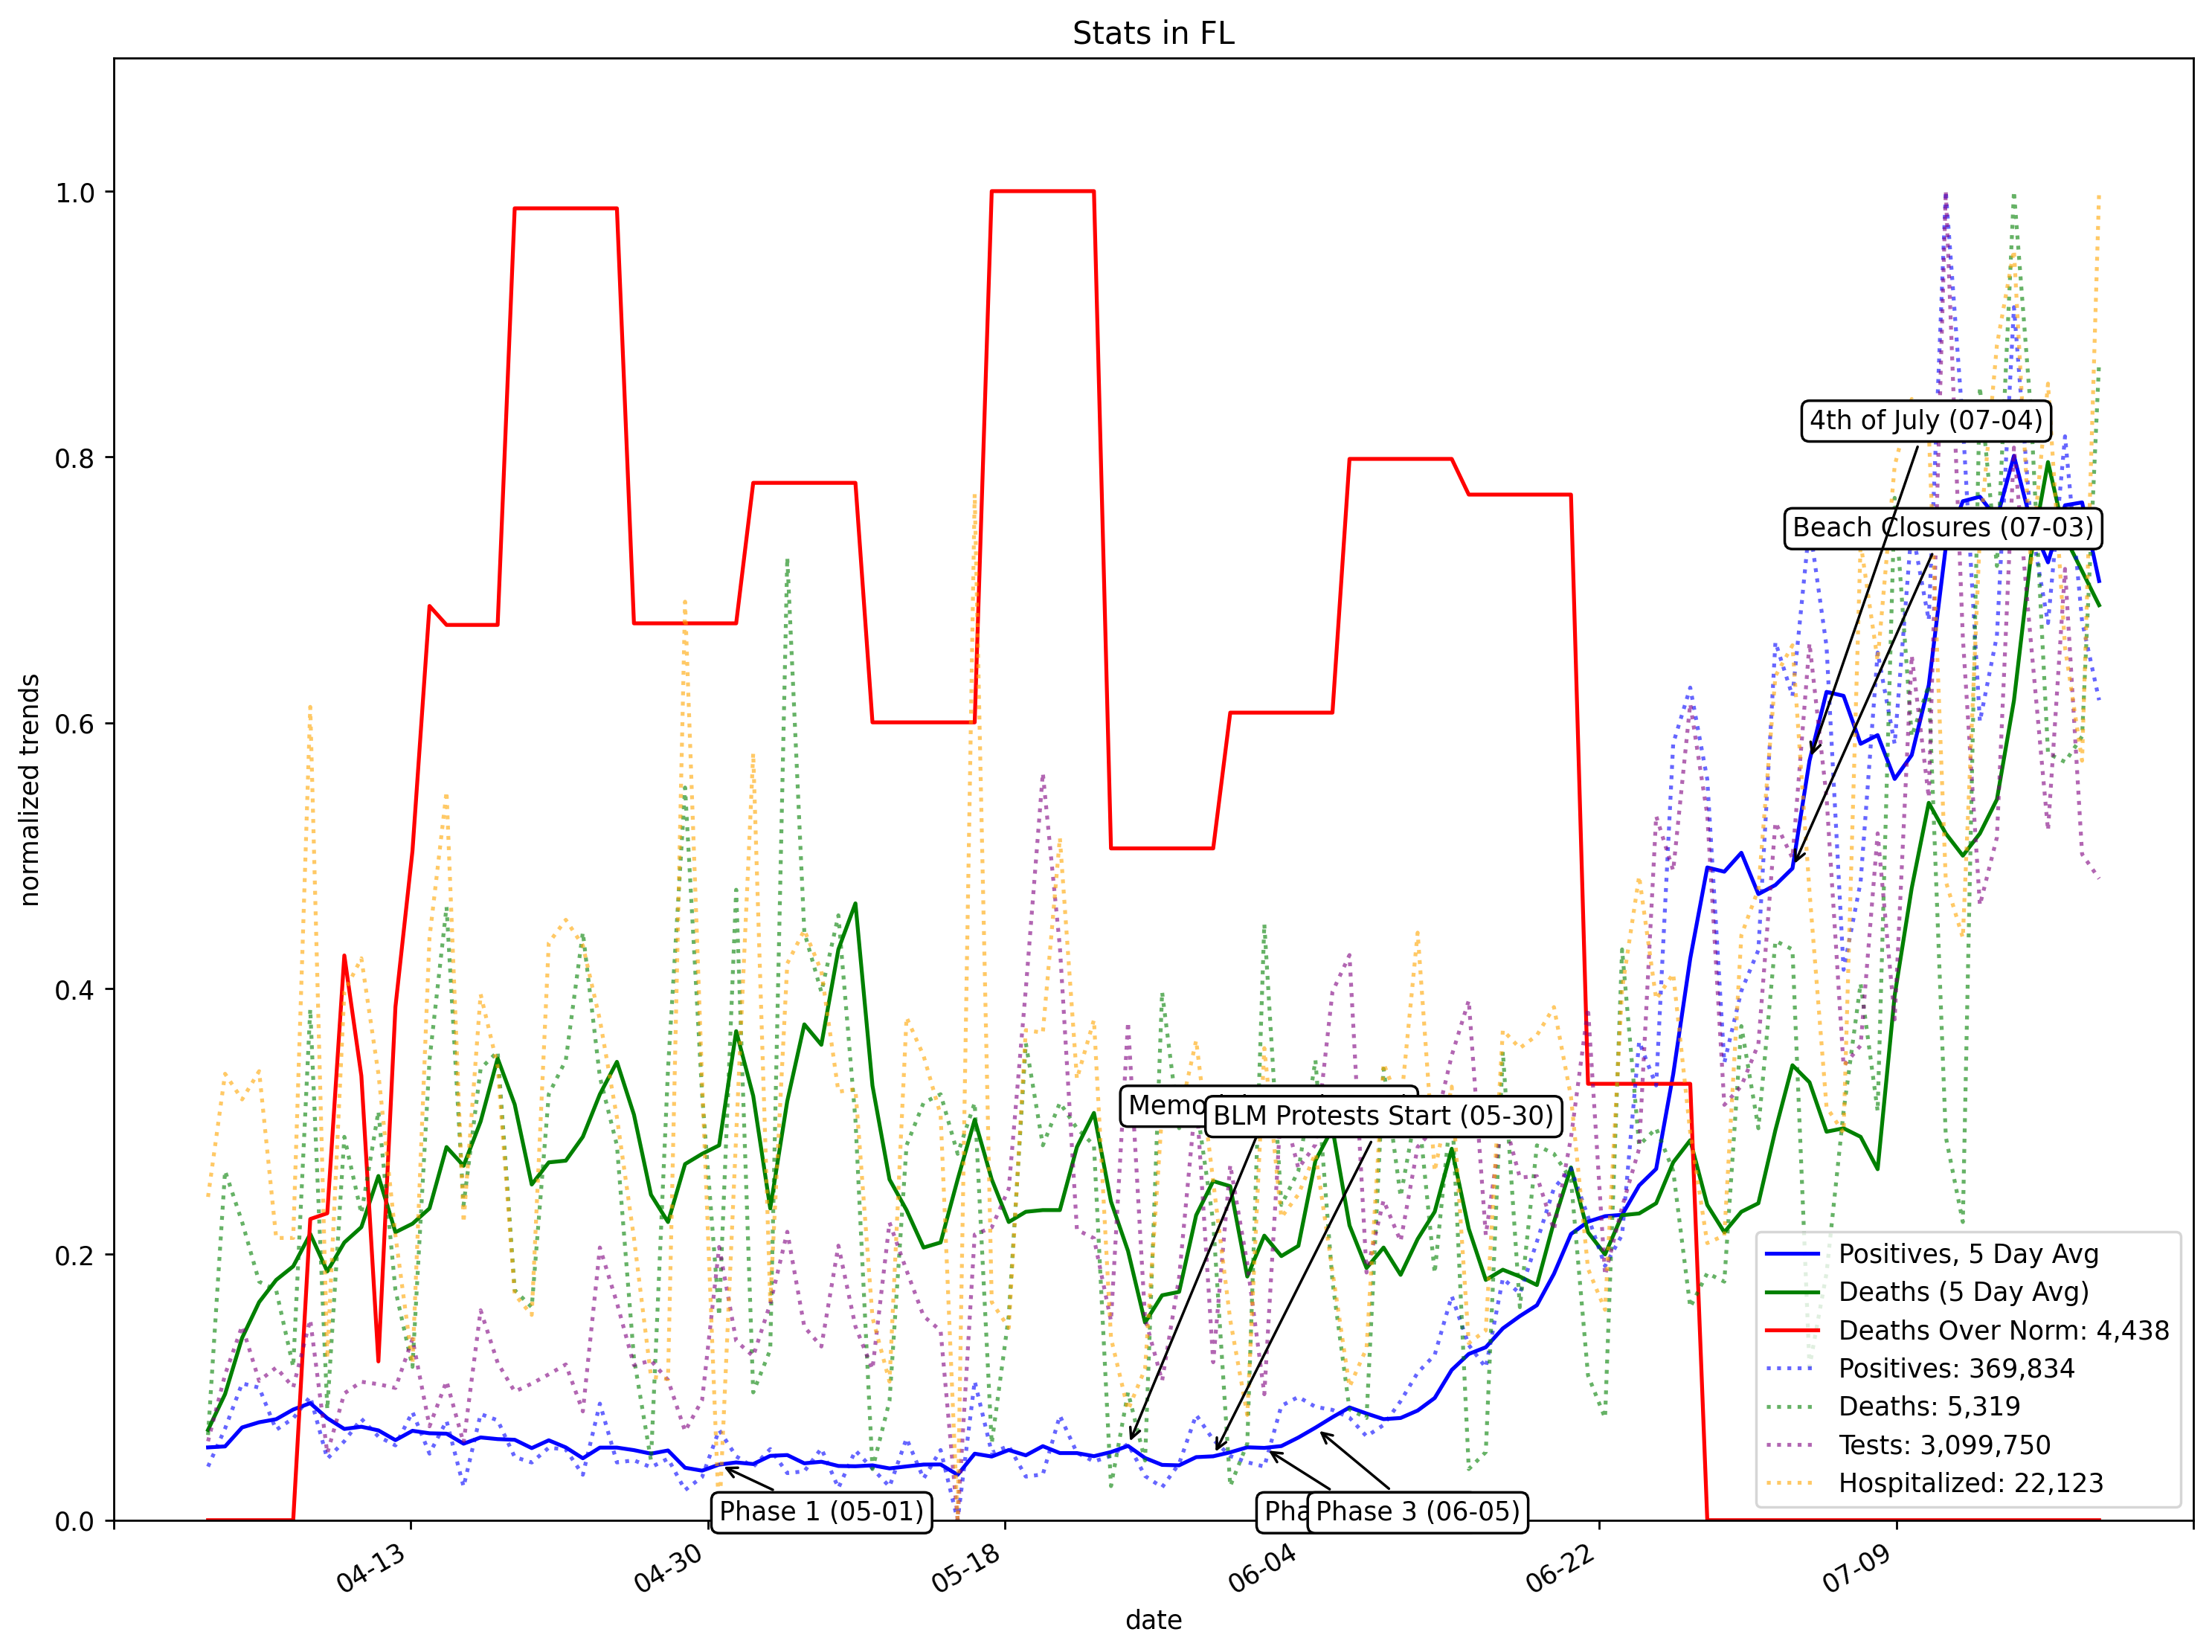 Stats in FL
1.0
0.8
0.6
0.4
0.2
0.0
normalized trends
4th of July (07-04)
Beach Closures (07-03)
BLM Protests Start (05-30)
Phase 1 (05-01)
Phase 3 (06-05)
Positives, 5 Day Avg
Deaths (5 Day Avg)
Deaths Over Norm: 4,438
Positives: 369,834
Deaths: 5,319
Tests: 3,099,750
Hospitalized: 22,123
04-13
04-30
05-18
06-04
06-22
07-09
date